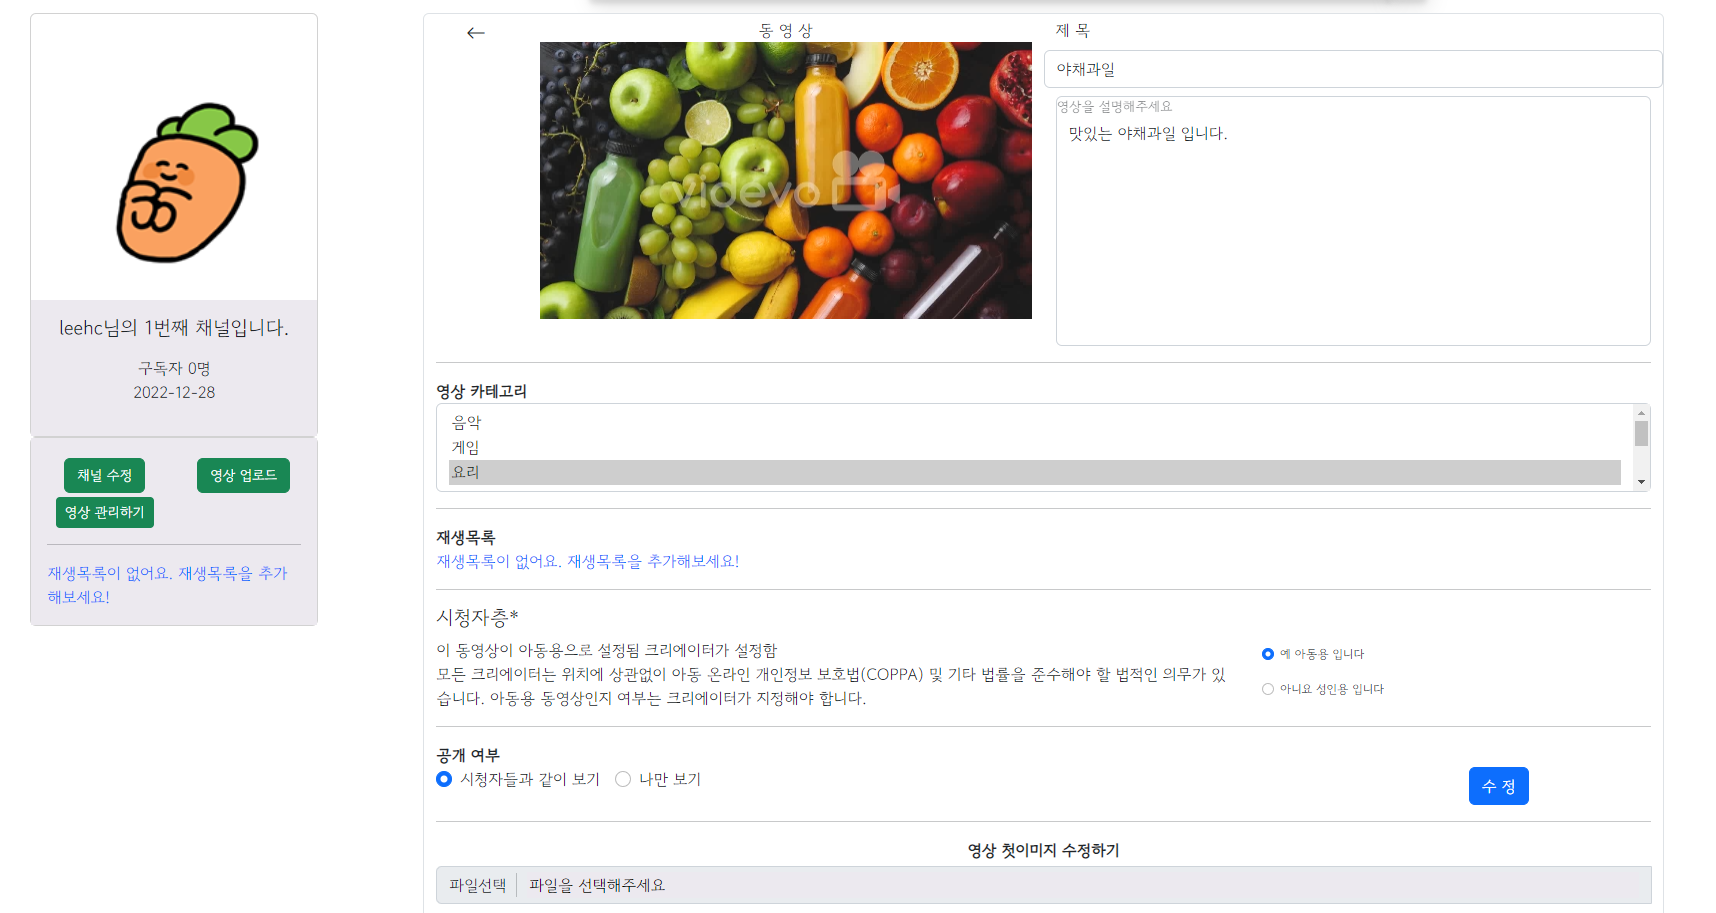 leehc님의 1번째 채널입니다.
구독자 0명
2022-12-28
채널 수정
영상 업로드
영상 관리하기
재생목록이 없어요. 재생목록을 추가
해보세요!
동 영 상
videvo
제 목
야채과일
영상을 설명해주세요
맛있는 야채과일 입니다.
영상 카테고리
음악
게임
요리
재생목록
재생목록이 없어요. 재생목록을 추가해보세요!
시청자층*
이 동영상이 아동용으로 설정됨 크리에이터가 설정함
모든 크리에이터는 위치에 상관없이 아동 온라인 개인정보 보호법(COPPA) 및 기타 법률을 준수해야 할 법적인 의무가 있
습니다. 아동용 동영상인지 여부는 크리에이터가 지정해야 합니다.
예 아동용 입니다
아니요 성인용 입니다
공개 여부
시청자들과 같이 보기
나만 보기
수 정
영상 첫이미지 수정하기
파일선택
파일을 선택해주세요